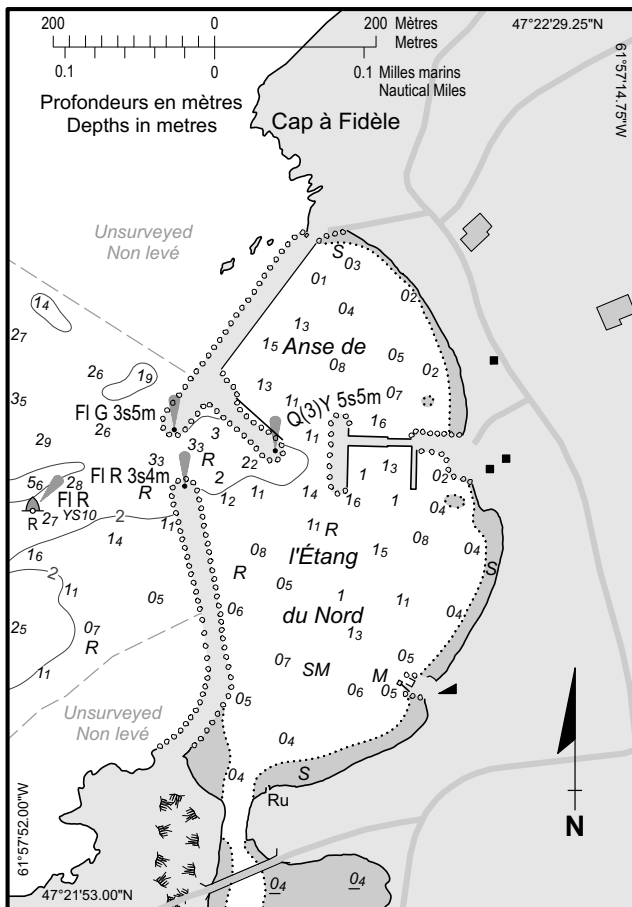 200 0 200 Mètres
Metres
47°22'29.25"N
0.1 0 0.1 Milles marins
Nautical Miles
61°57'14.75"W
Profondeurs en mètres
Depths in metres
Cap à Fidèle
Unsurveyed
Non levé
S 03
01 02
14 04
27 13
15 Anse de
08 05 02
26 19
13 07
35 11 Q(3)Y 5s5m
Fl G 3s5m
26 3 11 16
29 33
33 R 22 1 13 02
Fl R 3s4m
56 28 R 2
Fl R
12 11 14 16 1 04
R 27 YS10 2 11
11 R
14 08 l'Étang 15 08 04
16 2
R 05 S
11 05 06 1 11
04
25 07 du Nord
R 13
11 07 SM M 05
06 05
05
Unsurveyed
Non levé
04
04 S
Ru
61°57'52.00"W
N
47°21'53.00"N
04 04